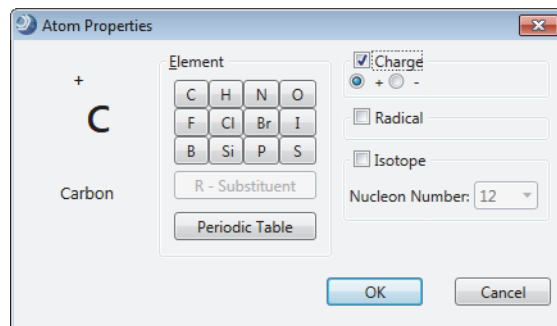 Atom Properties
+
C
Carbon
Element
C H N O
F Cl Br I
B Si P S
R - Substituent
Periodic Table
Charge
+ -
Radical
Isotope
Nucleon Number: 12
OK Cancel